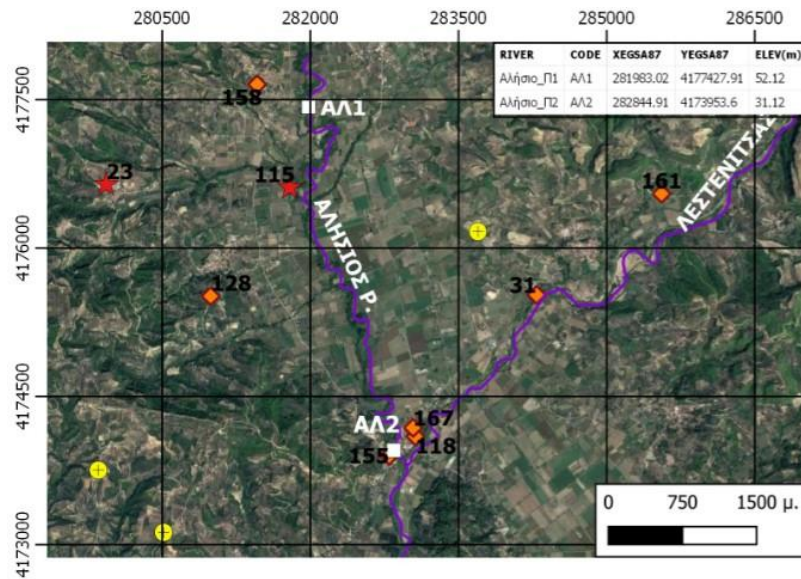 280500 282000 283500 285000 286500
4177500
4176000
4174500
4173000
RIVER CODE XEGSA87 YEGSA87 ELEV(m)
Αλήσιο_Π1 ΑΛ1 281983.02 4177427.91 52.12
Αλήσιο_Π2 ΑΛ2 282844.91 4173953.6 31.12
158
ΑΛ1
23
115
161
ΛΕΣΤΕΝΙΤΣΑΣ
ΑΛΗΣΙΟΣ Ρ.
128
31
ΑΛ2
167
118
155
0 750 1500 μ.